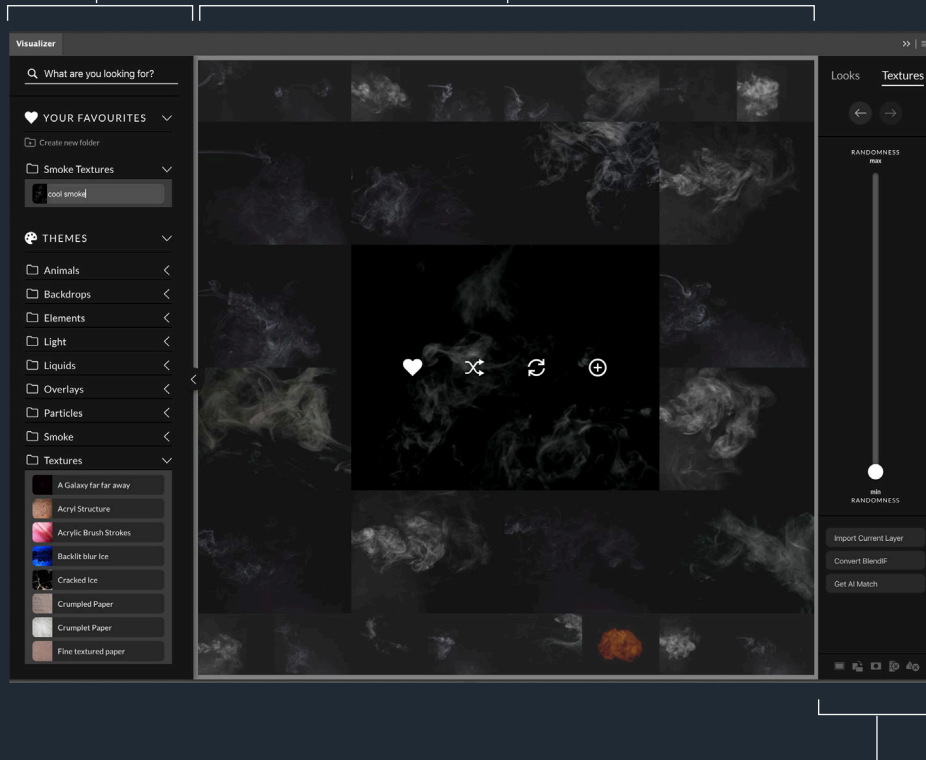 Visualizer
What are you looking for?
YOUR FAVOURITES
Create new folder
Smoke Textures
cool smoke
THEMES
Animals
Backdrops
Elements
Light
Liquids
Overlays
Particles
Smoke
Textures
A Galaxy far far away
Acryl Structure
Acrylic Brush Strokes
Backlit blur Ice
Cracked Ice
Crumpled Paper
Crumplet Paper
Fine textured paper
Looks Textures
RANDOMNESS
max
min
RANDOMNESS
Import Current Layer
Convert BlendIF
Get AI Match